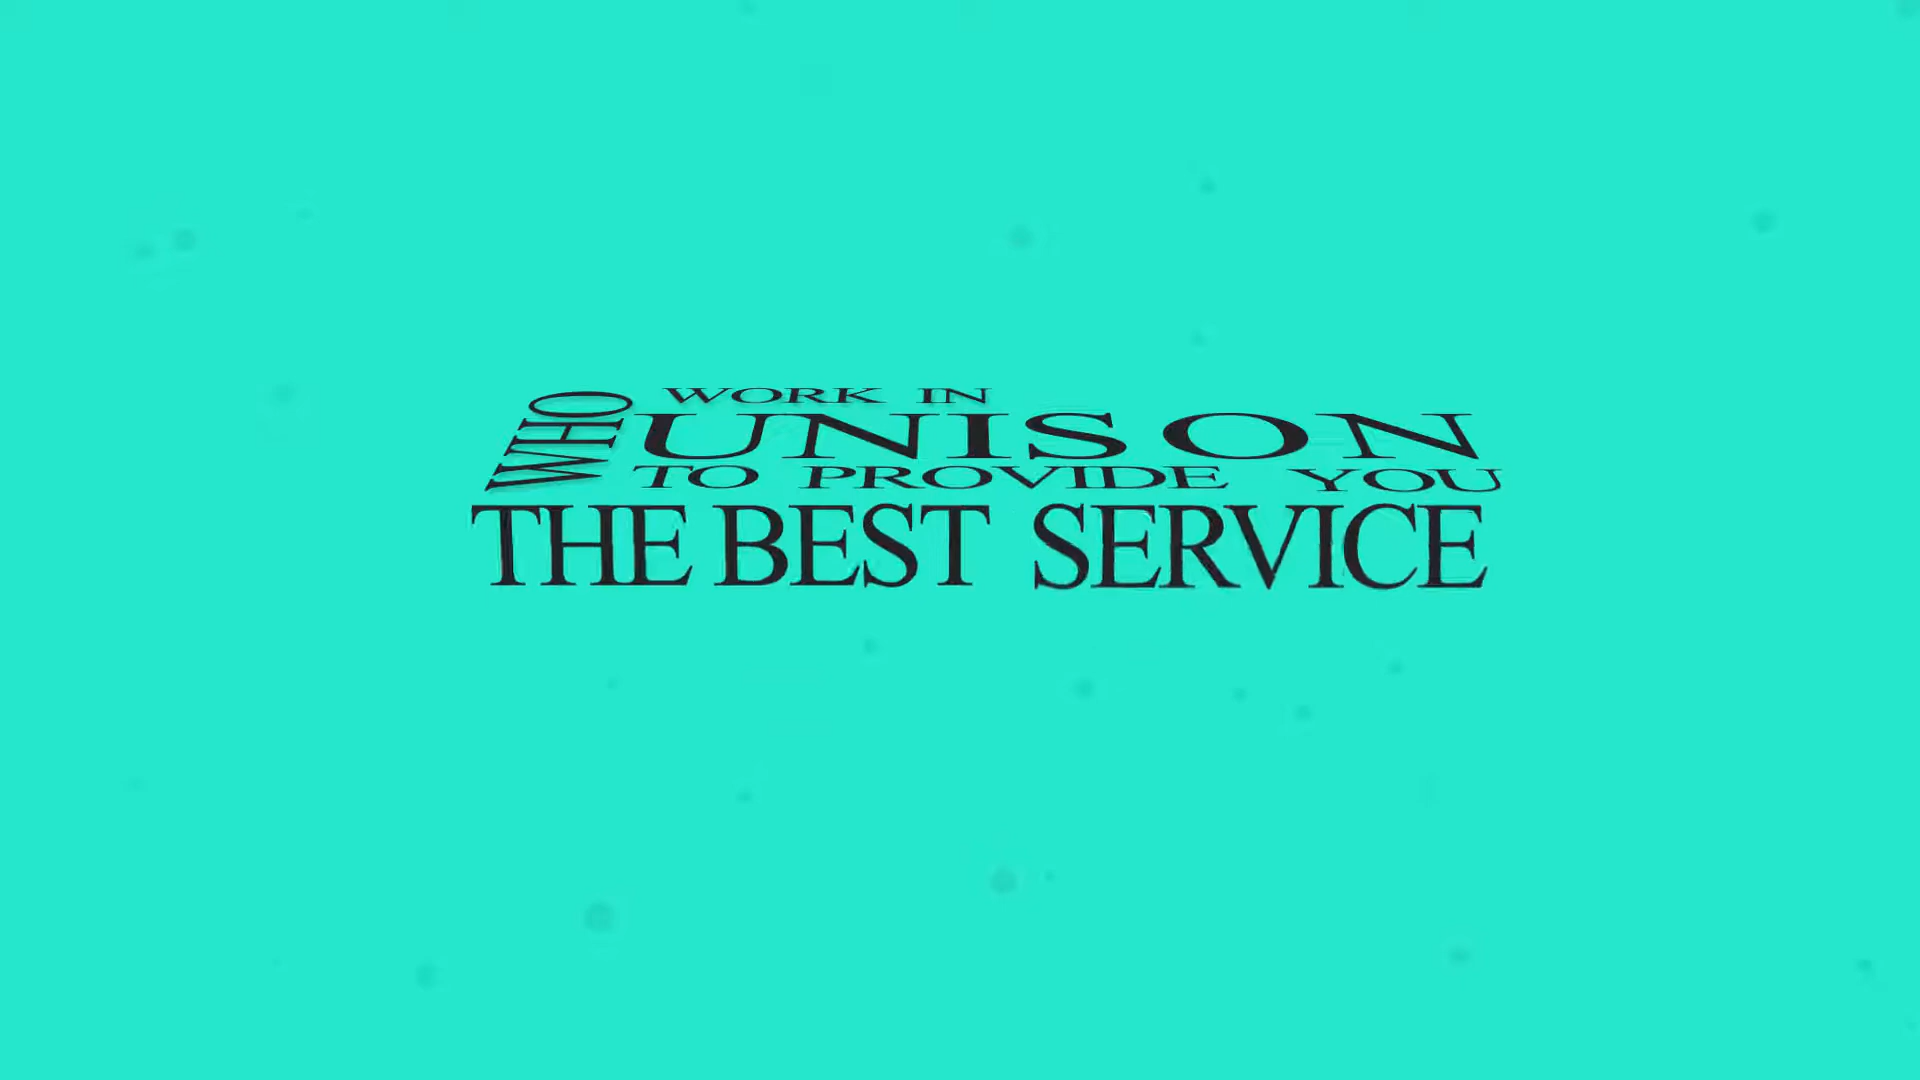 WHO
WORK IN
UNISON
TO PROVIDE YOU
THE BEST SERVICE